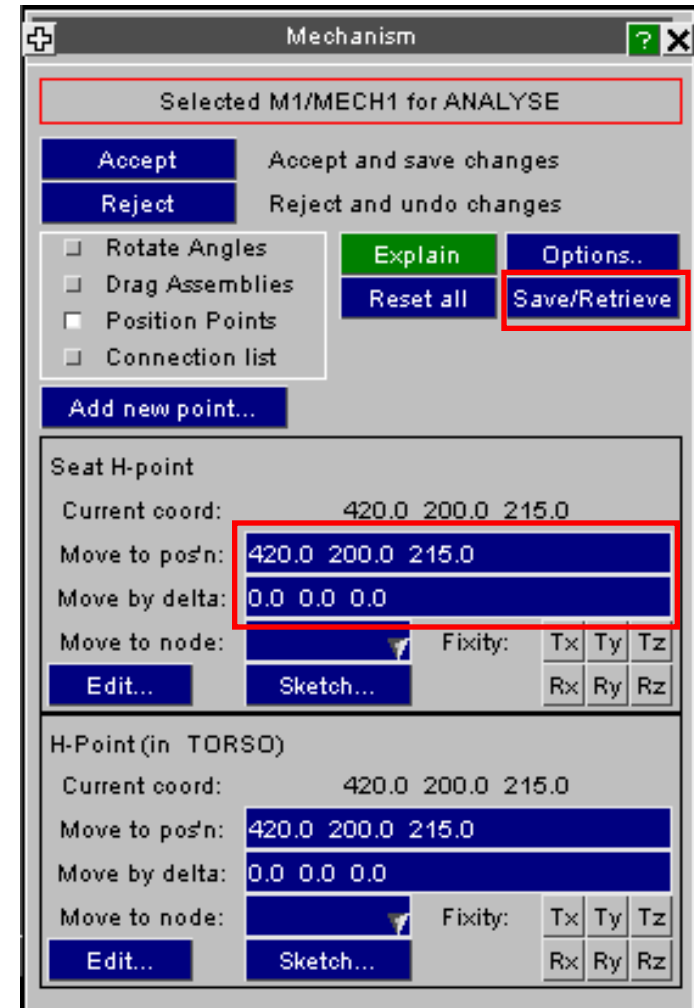 Mechanism ? X
Selected M1/MECH1 for ANALYSE
Accept Accept and save changes
Reject Reject and undo changes
Rotate Angles Explain Options..
Drag Assemblies Reset all Save/Retrieve
Position Points
Connection list
Add new point...
Seat H-point
Current coord: 420.0 200.0 215.0
Move to pos'n: 420.0 200.0 215.0
Move by delta: 0.0 0.0 0.0
Move to node: Fixity: Tx Ty Tz
Edit... Sketch... Rx Ry Rz
H-Point (in TORSO)
Current coord: 420.0 200.0 215.0
Move to pos'n: 420.0 200.0 215.0
Move by delta: 0.0 0.0 0.0
Move to node: Fixity: Tx Ty Tz
Edit... Sketch... Rx Ry Rz